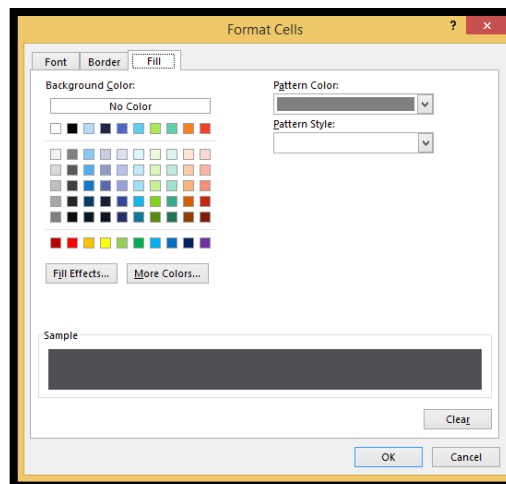 Format Cells
? ×
Font Border Fill
Background Color:
No Color
Pattern Color:
Pattern Style:
Fill Effects... More Colors...
Sample
Clear
OK Cancel